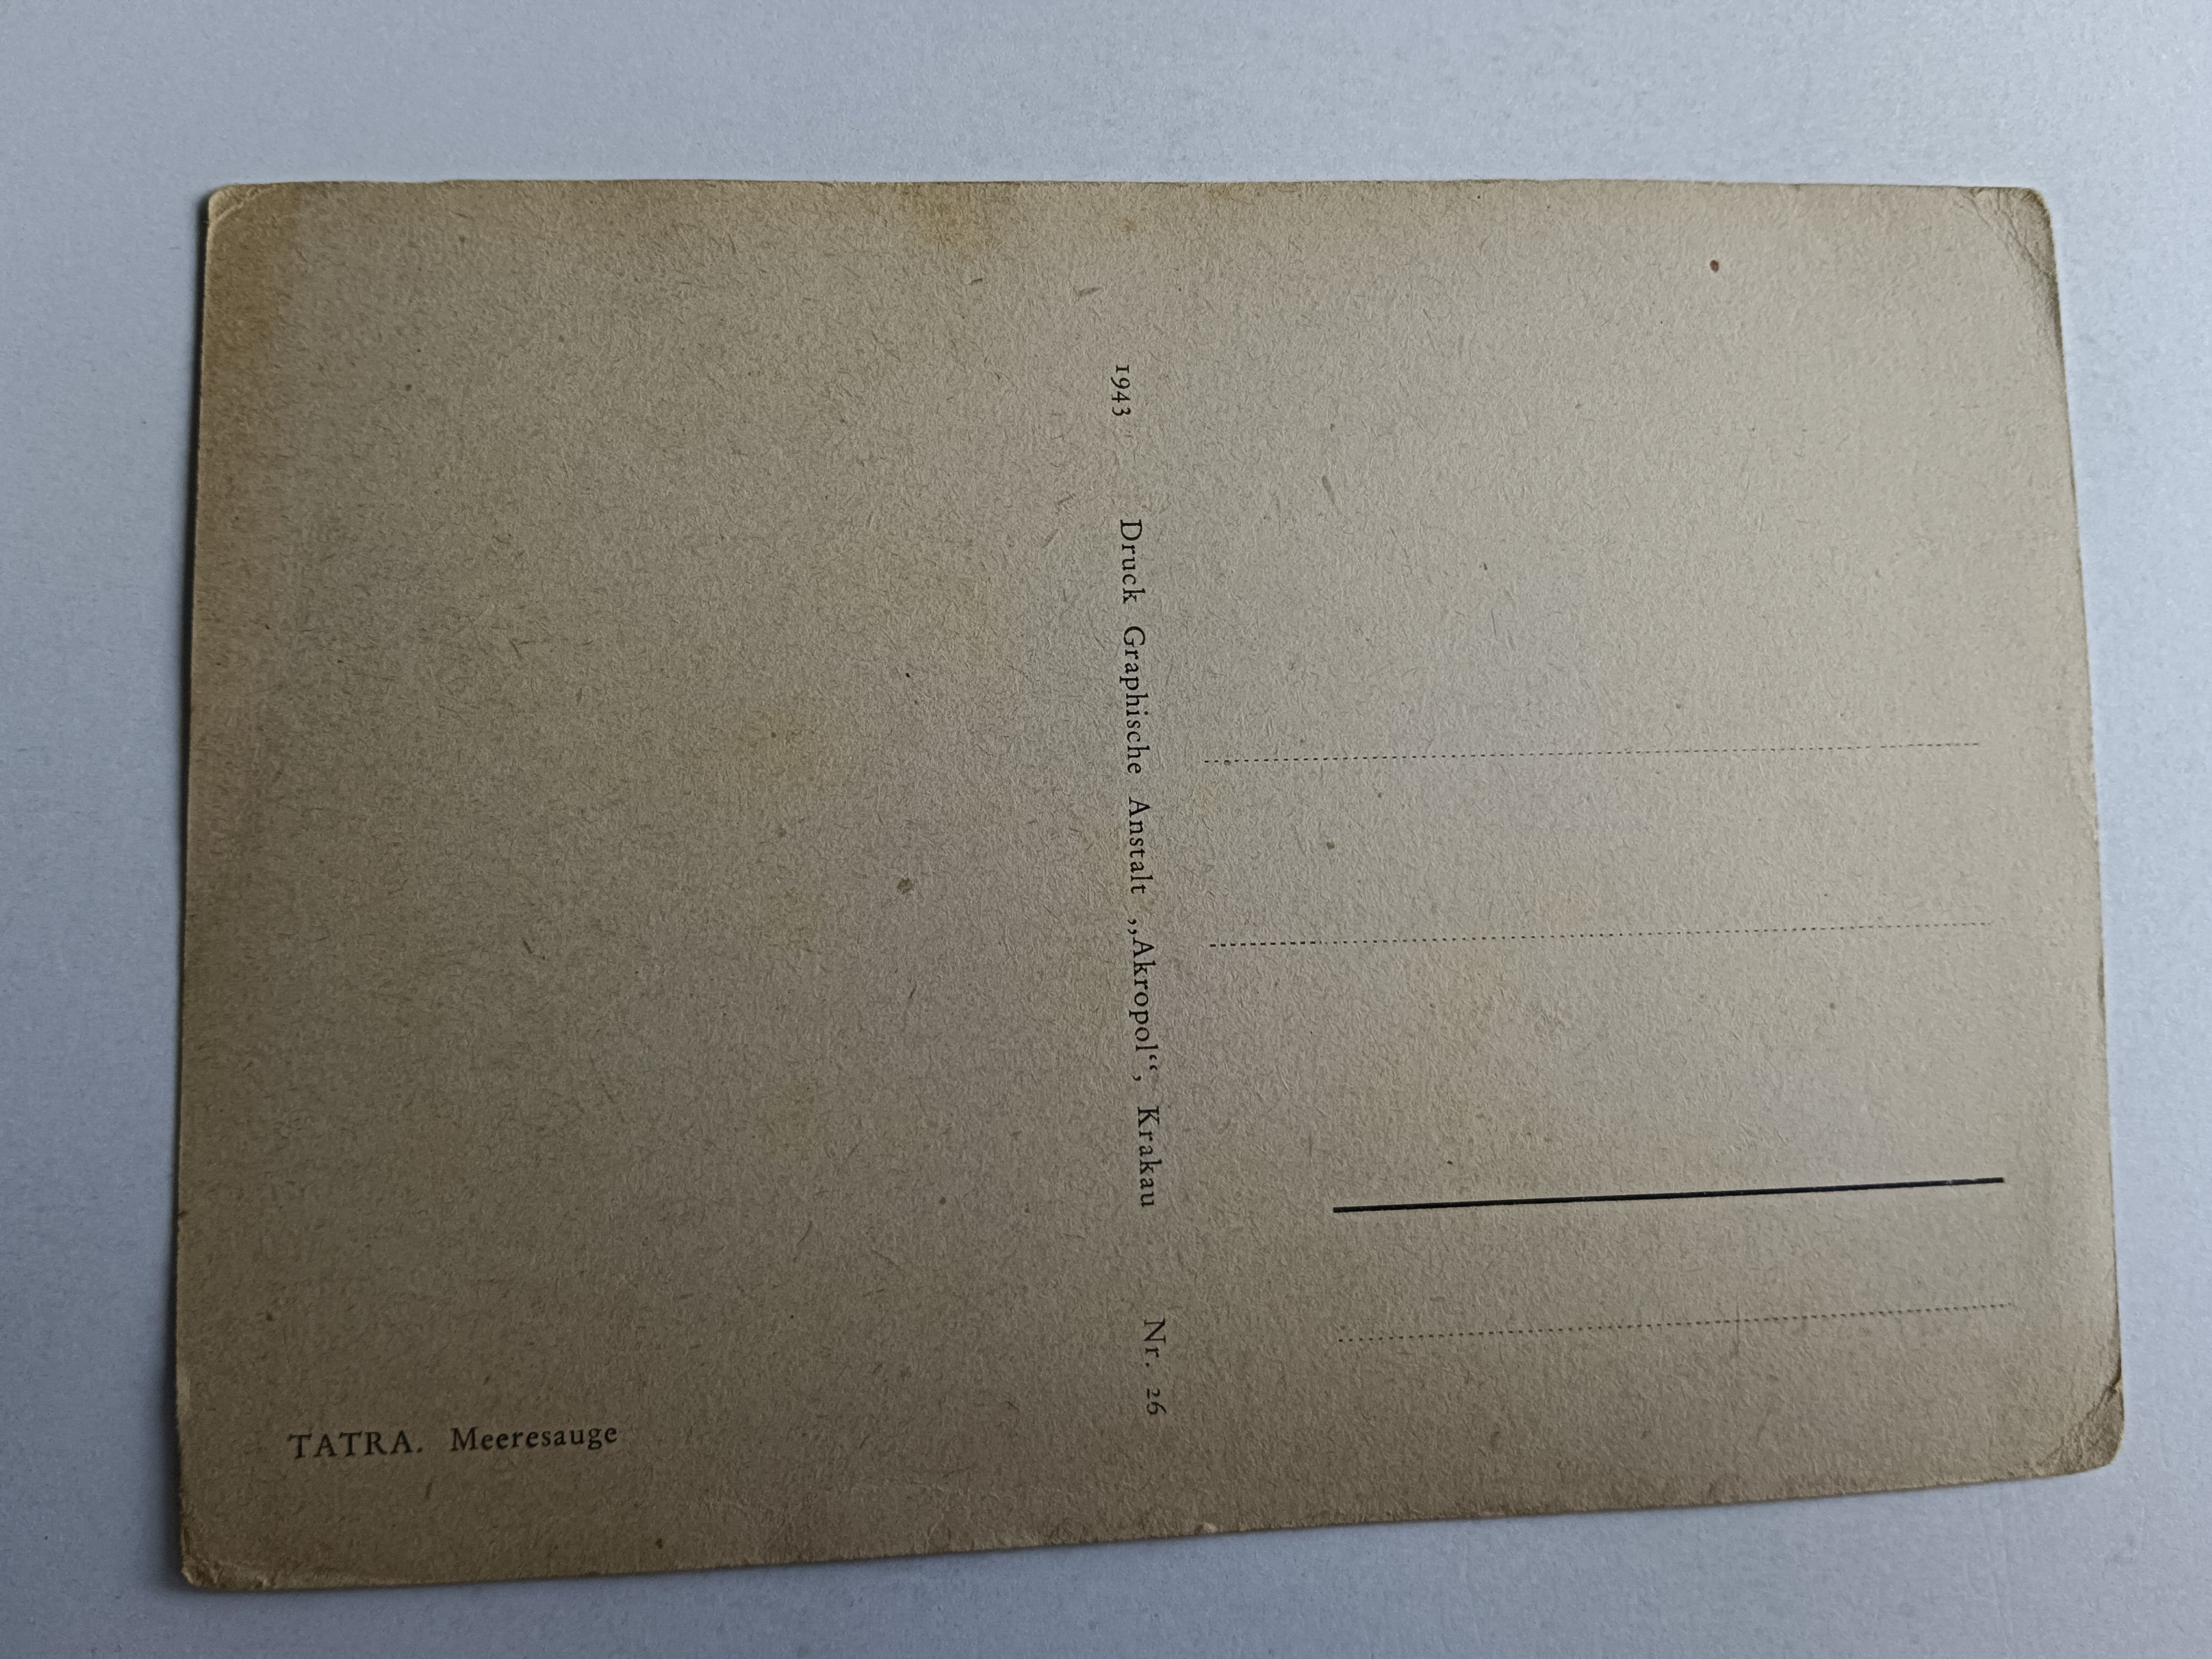 1943 Druck Graphische Anstalt „Akropol“, Krakau Nr. 26
TATRA. Meeresauge